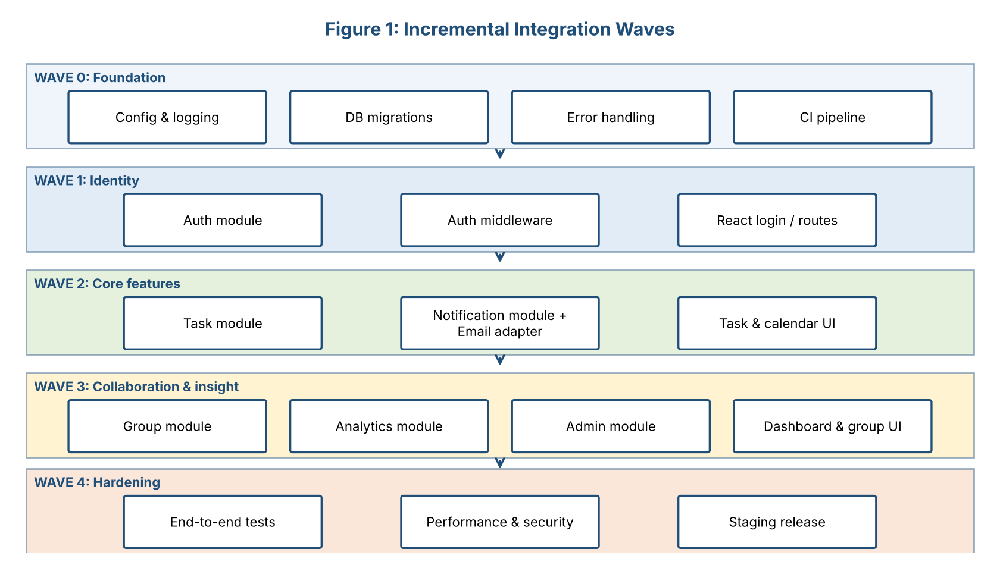 Figure 1: Incremental Integration Waves
WAVE 0: Foundation
Config & logging
DB migrations
Error handling
CI pipeline
WAVE 1: Identity
Auth module
Auth middleware
React login / routes
WAVE 2: Core features
Task module
Notification module +
Email adapter
Task & calendar UI
WAVE 3: Collaboration & insight
Group module
Analytics module
Admin module
Dashboard & group UI
WAVE 4: Hardening
End-to-end tests
Performance & security
Staging release